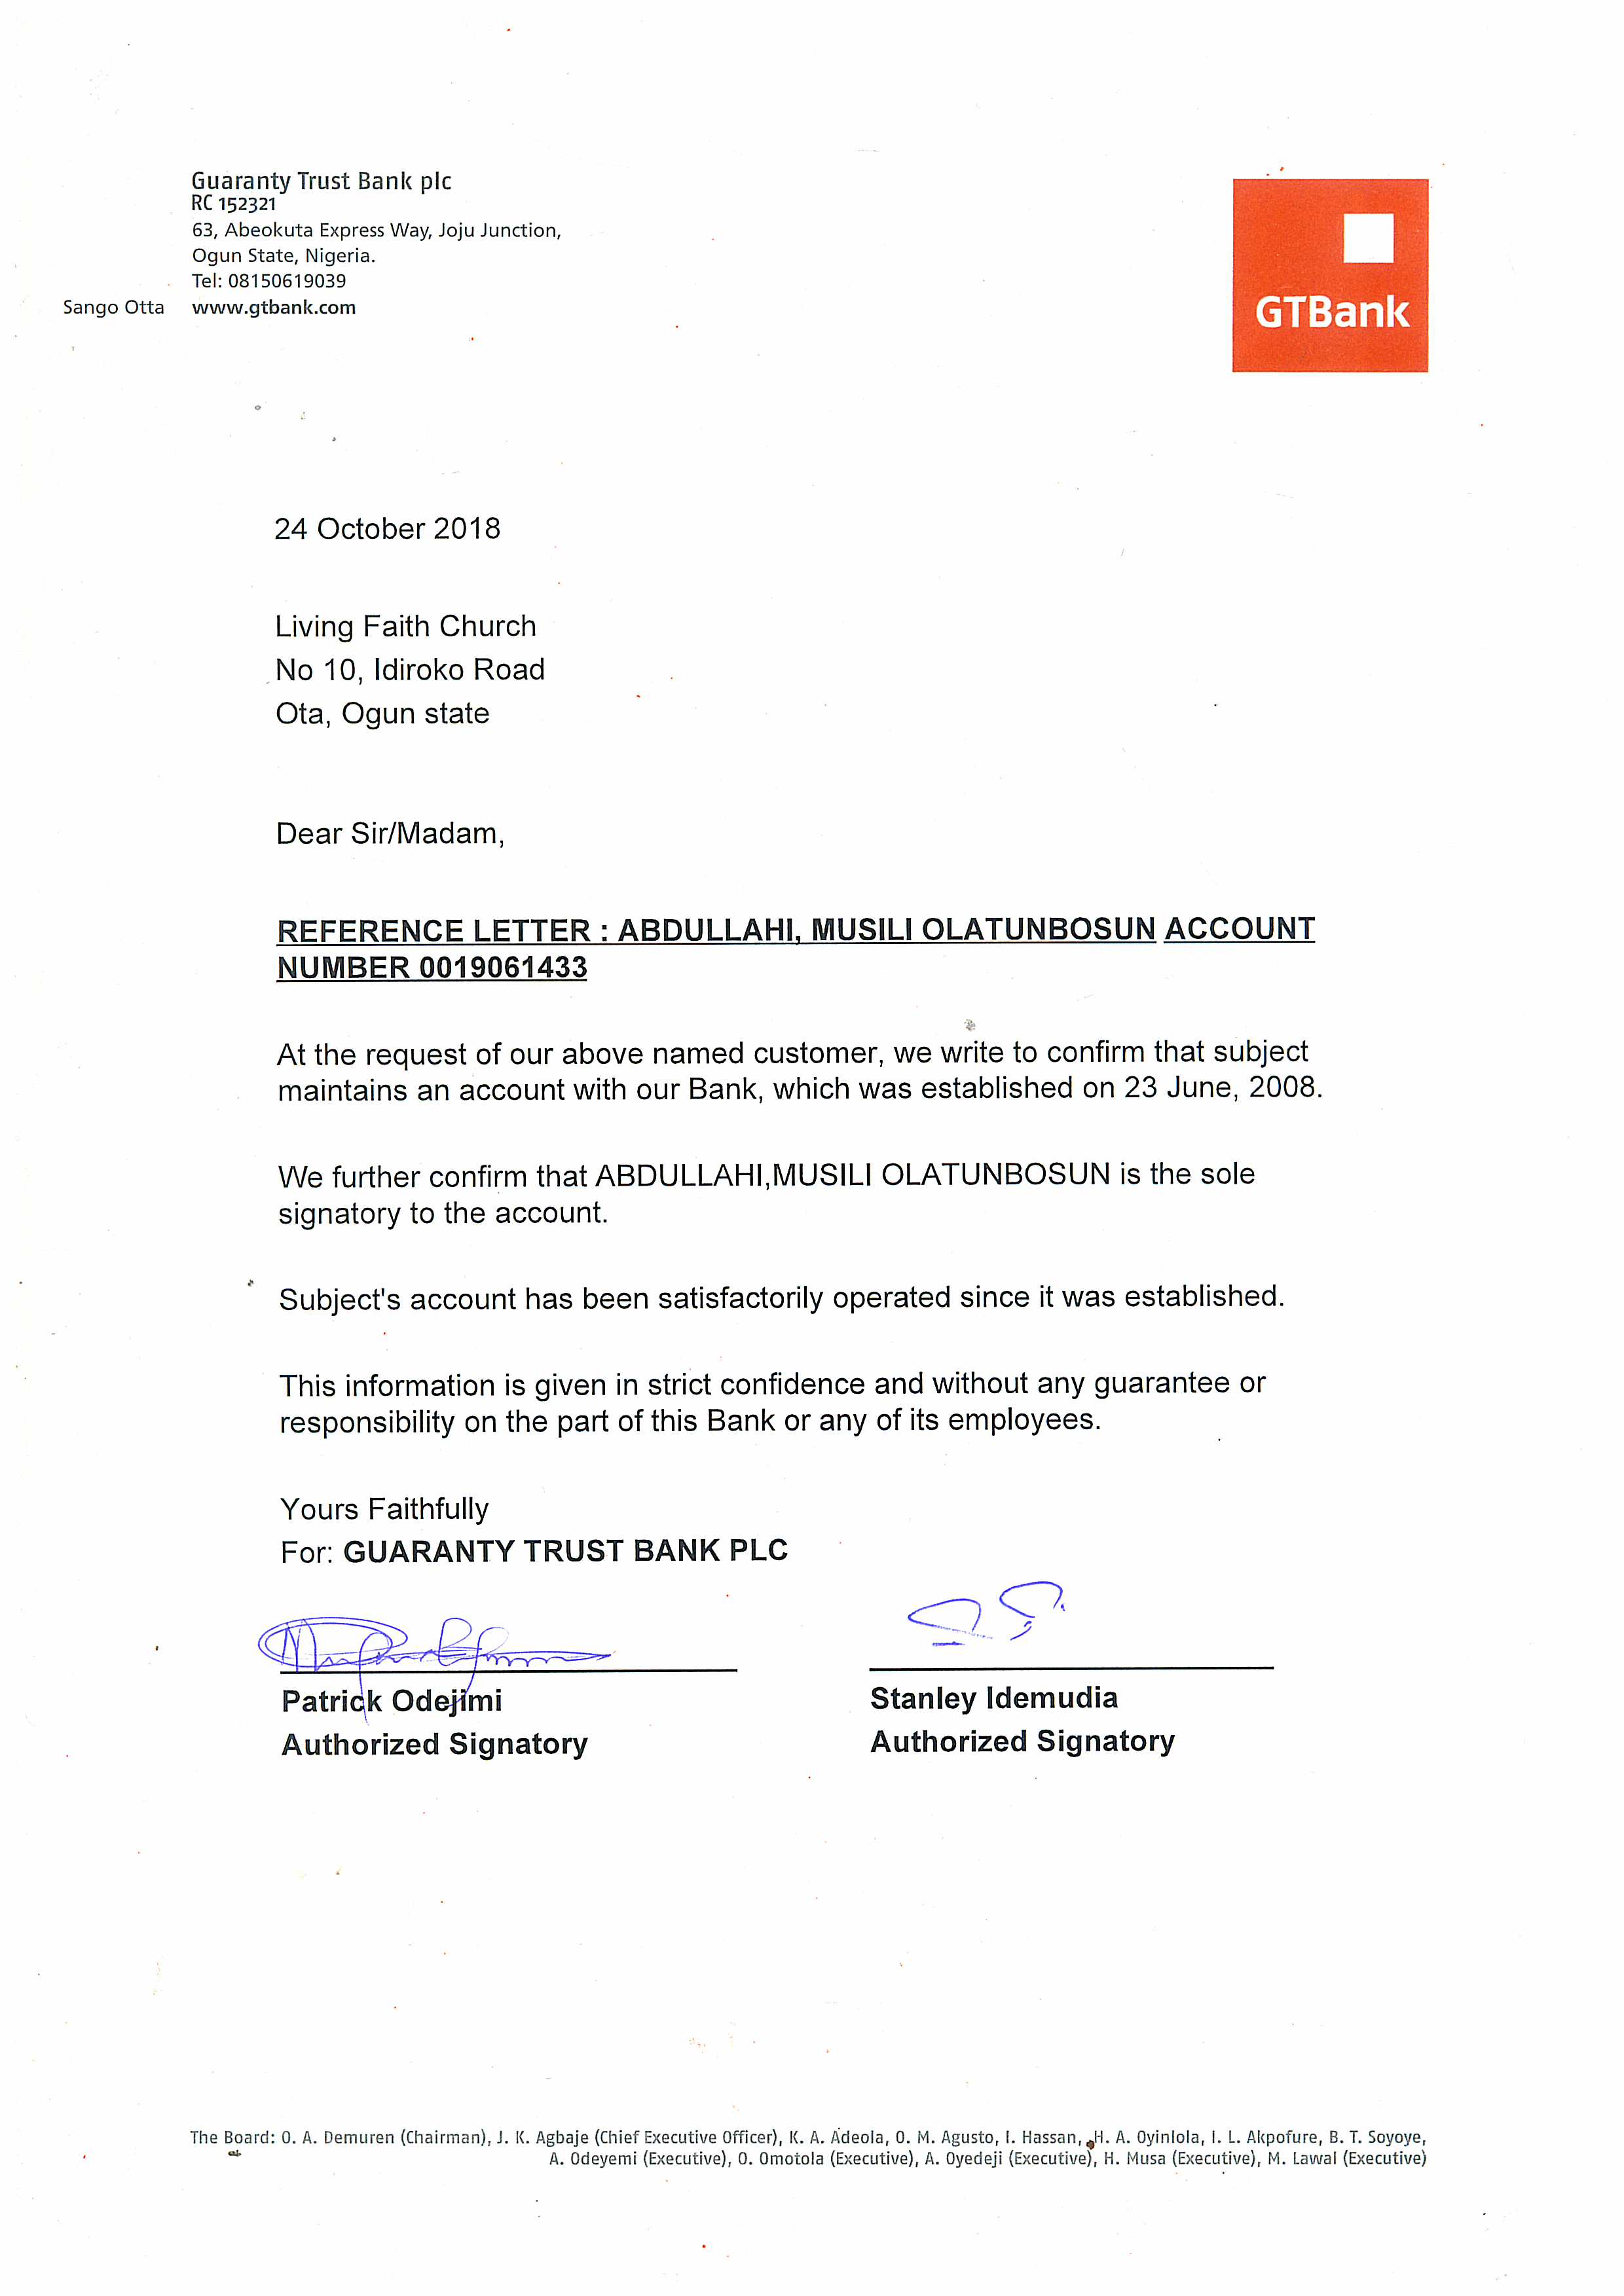 Guaranty Trust Bank plc
RC 152321
63, Abeokuta Express Way, Joju Junction,
Ogun State, Nigeria.
Tel: 08150619039
Sango Otta www.gtbank.com
GTBank
24 October 2018
Living Faith Church
No 10, Idiroko Road
Ota, Ogun state
Dear Sir/Madam,
REFERENCE LETTER : ABDULLAHI, MUSILI OLATUNBOSUN ACCOUNT
NUMBER 0019061433
At the request of our above named customer, we write to confirm that subject
maintains an account with our Bank, which was established on 23 June, 2008.
We further confirm that ABDULLAHI,MUSILI OLATUNBOSUN is the sole
signatory to the account.
Subject's account has been satisfactorily operated since it was established.
This information is given in strict confidence and without any guarantee or
responsibility on the part of this Bank or any of its employees.
Yours Faithfully
For: GUARANTY TRUST BANK PLC
Patrick Odejimi
Authorized Signatory
Stanley Idemudia
Authorized Signatory
The Board: O. A. Demuren (Chairman), J. K. Agbaje (Chief Executive Officer), K. A. Adeola, O. M. Agusto, I. Hassan, H. A. Oyinlola, I. L. Akpofure, B. T. Soyoye,
A. Odeyemi (Executive), O. Omotola (Executive), A. Oyedeji (Executive), H. Musa (Executive), M. Lawal (Executive)